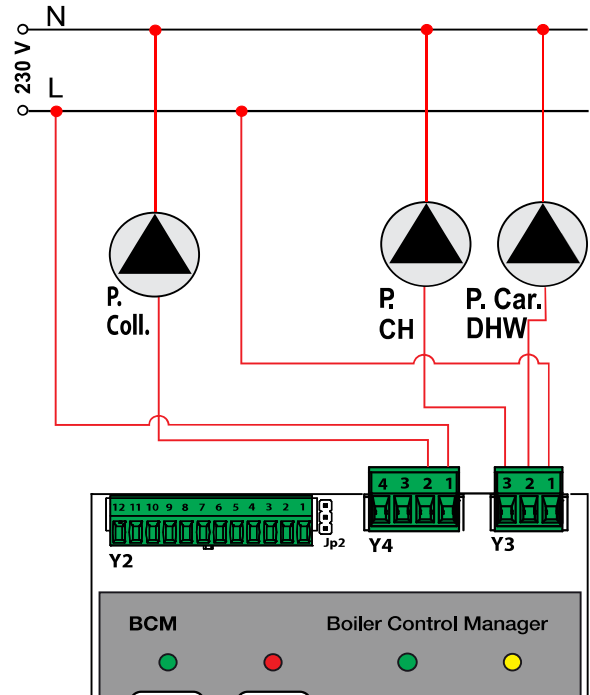 N
230 V
L
P.
Coll.
P.
CH
P. Car.
DHW
4 3 2 1
3 2 1
12 11 10 9 8 7 6 5 4 3 2 1
Jp2
Y4
Y3
Y2
BCM
Boiler Control Manager